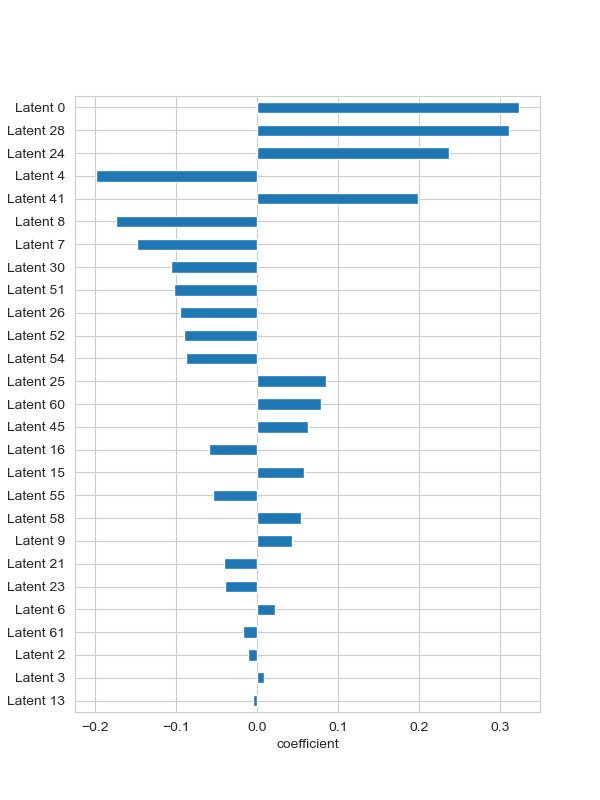 Latent 0
Latent 28
Latent 24
Latent 4
Latent 41
Latent 8
Latent 7
Latent 30
Latent 51
Latent 26
Latent 52
Latent 54
Latent 25
Latent 60
Latent 45
Latent 16
Latent 15
Latent 55
Latent 58
Latent 9
Latent 21
Latent 23
Latent 6
Latent 61
Latent 2
Latent 3
Latent 13
−0.2 −0.1 0.0 0.1 0.2 0.3
coefficient